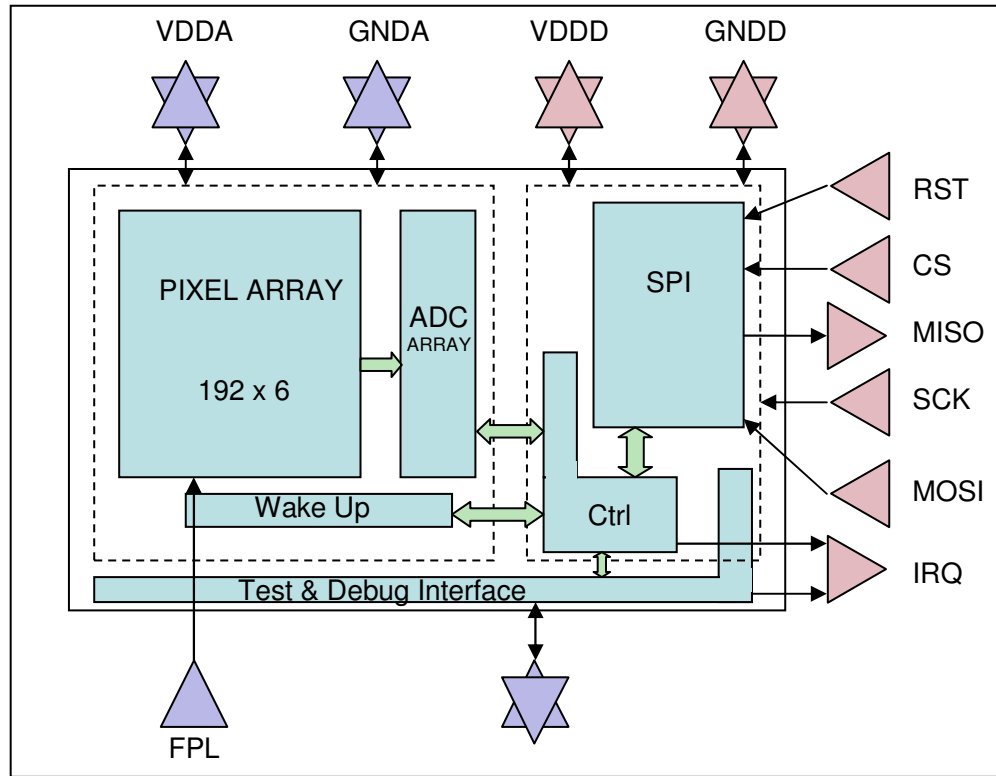 VDDA
GNDA
VDDD
GNDD
RST
CS
MISO
SCK
MOSI
IRQ
PIXEL ARRAY
192 x 6
ADC
ARRAY
SPI
Wake Up
Ctrl
Test & Debug Interface
FPL